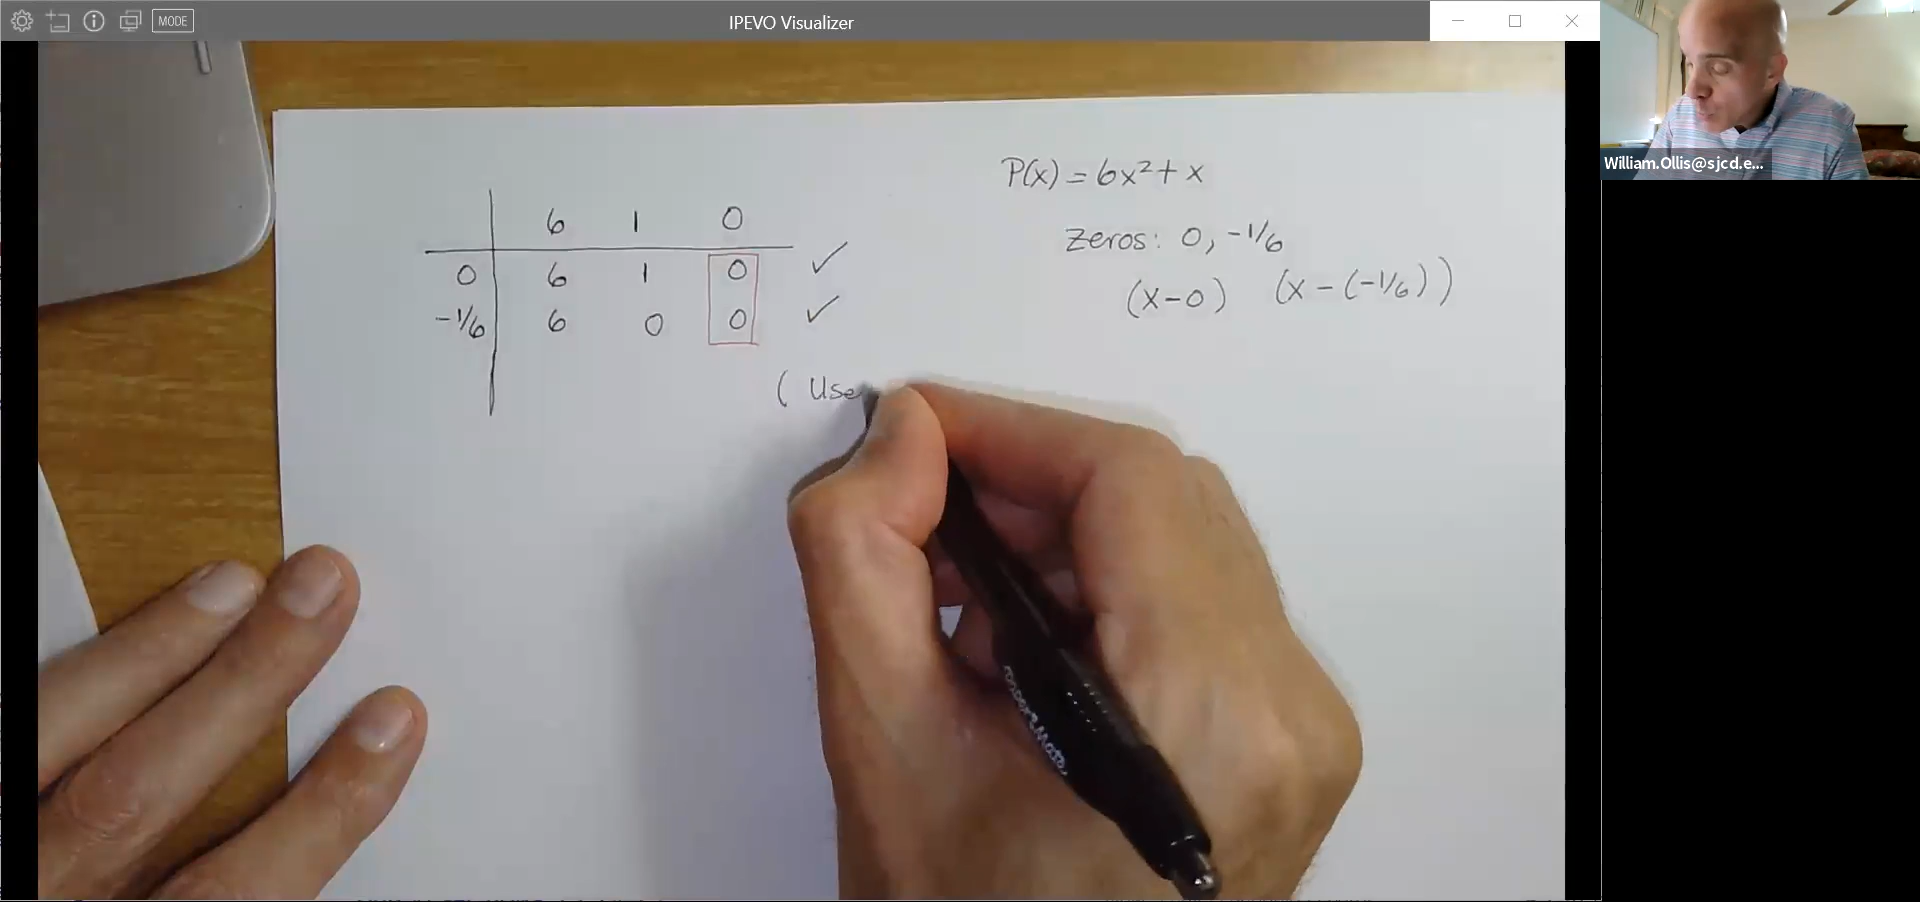 MODE
IPEVO Visualizer
William.Ollis@sjcd.e...
P(x) = 6x² + x
6 1 0
Zeros: 0, -1/6
0 6 1 0 ✓
(x-0) (x-(-1/6))
-1/6 6 0 0 ✓
( Use
PaperMate